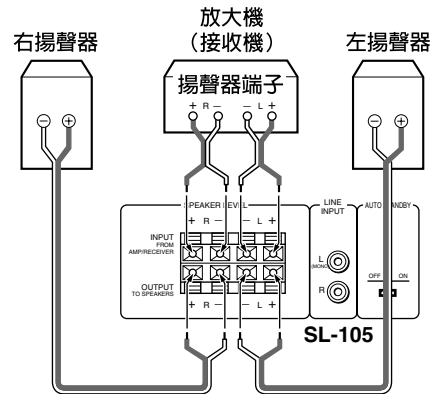 放大機
(接收機)
右揚聲器
左揚聲器
揚聲器端子
+ R − − L +
− +
− +
SPEAKER LEVEL
+ R − − L +
INPUT
FROM
AMP/RECEIVER
OUTPUT
TO SPEAKERS
+ R − − L +
LINE
INPUT
L
(MONO)
R
AUTO STANDBY
OFF ON
SL-105